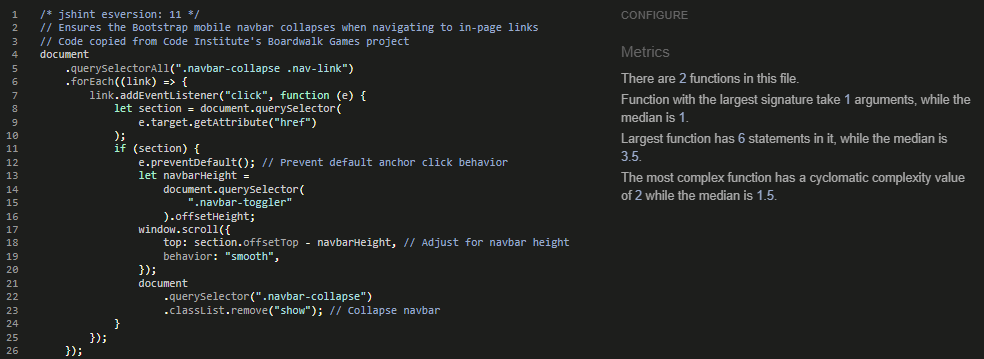 1 /* jshint esversion: 11 */
2 // Ensures the Bootstrap mobile navbar collapses when navigating to in-page links
3 // Code copied from Code Institute's Boardwalk Games project
4 document
5     .querySelectorAll(".navbar-collapse .nav-link")
6     .forEach((link) => {
7         link.addEventListener("click", function (e) {
8             let section = document.querySelector(
9                 e.target.getAttribute("href")
10             );
11             if (section) {
12                 e.preventDefault(); // Prevent default anchor click behavior
13                 let navbarHeight =
14                     document.querySelector(
15                         ".navbar-toggler"
16                     ).offsetHeight;
17                 window.scroll({
18                     top: section.offsetTop - navbarHeight, // Adjust for navbar height
19                     behavior: "smooth",
20                 });
21                 document
22                     .querySelector(".navbar-collapse")
23                     .classList.remove("show"); // Collapse navbar
24             }
25         });
26     });
CONFIGURE
Metrics
There are 2 functions in this file.
Function with the largest signature take 1 arguments, while the
median is 1.
Largest function has 6 statements in it, while the median is
3.5.
The most complex function has a cyclomatic complexity value
of 2 while the median is 1.5.